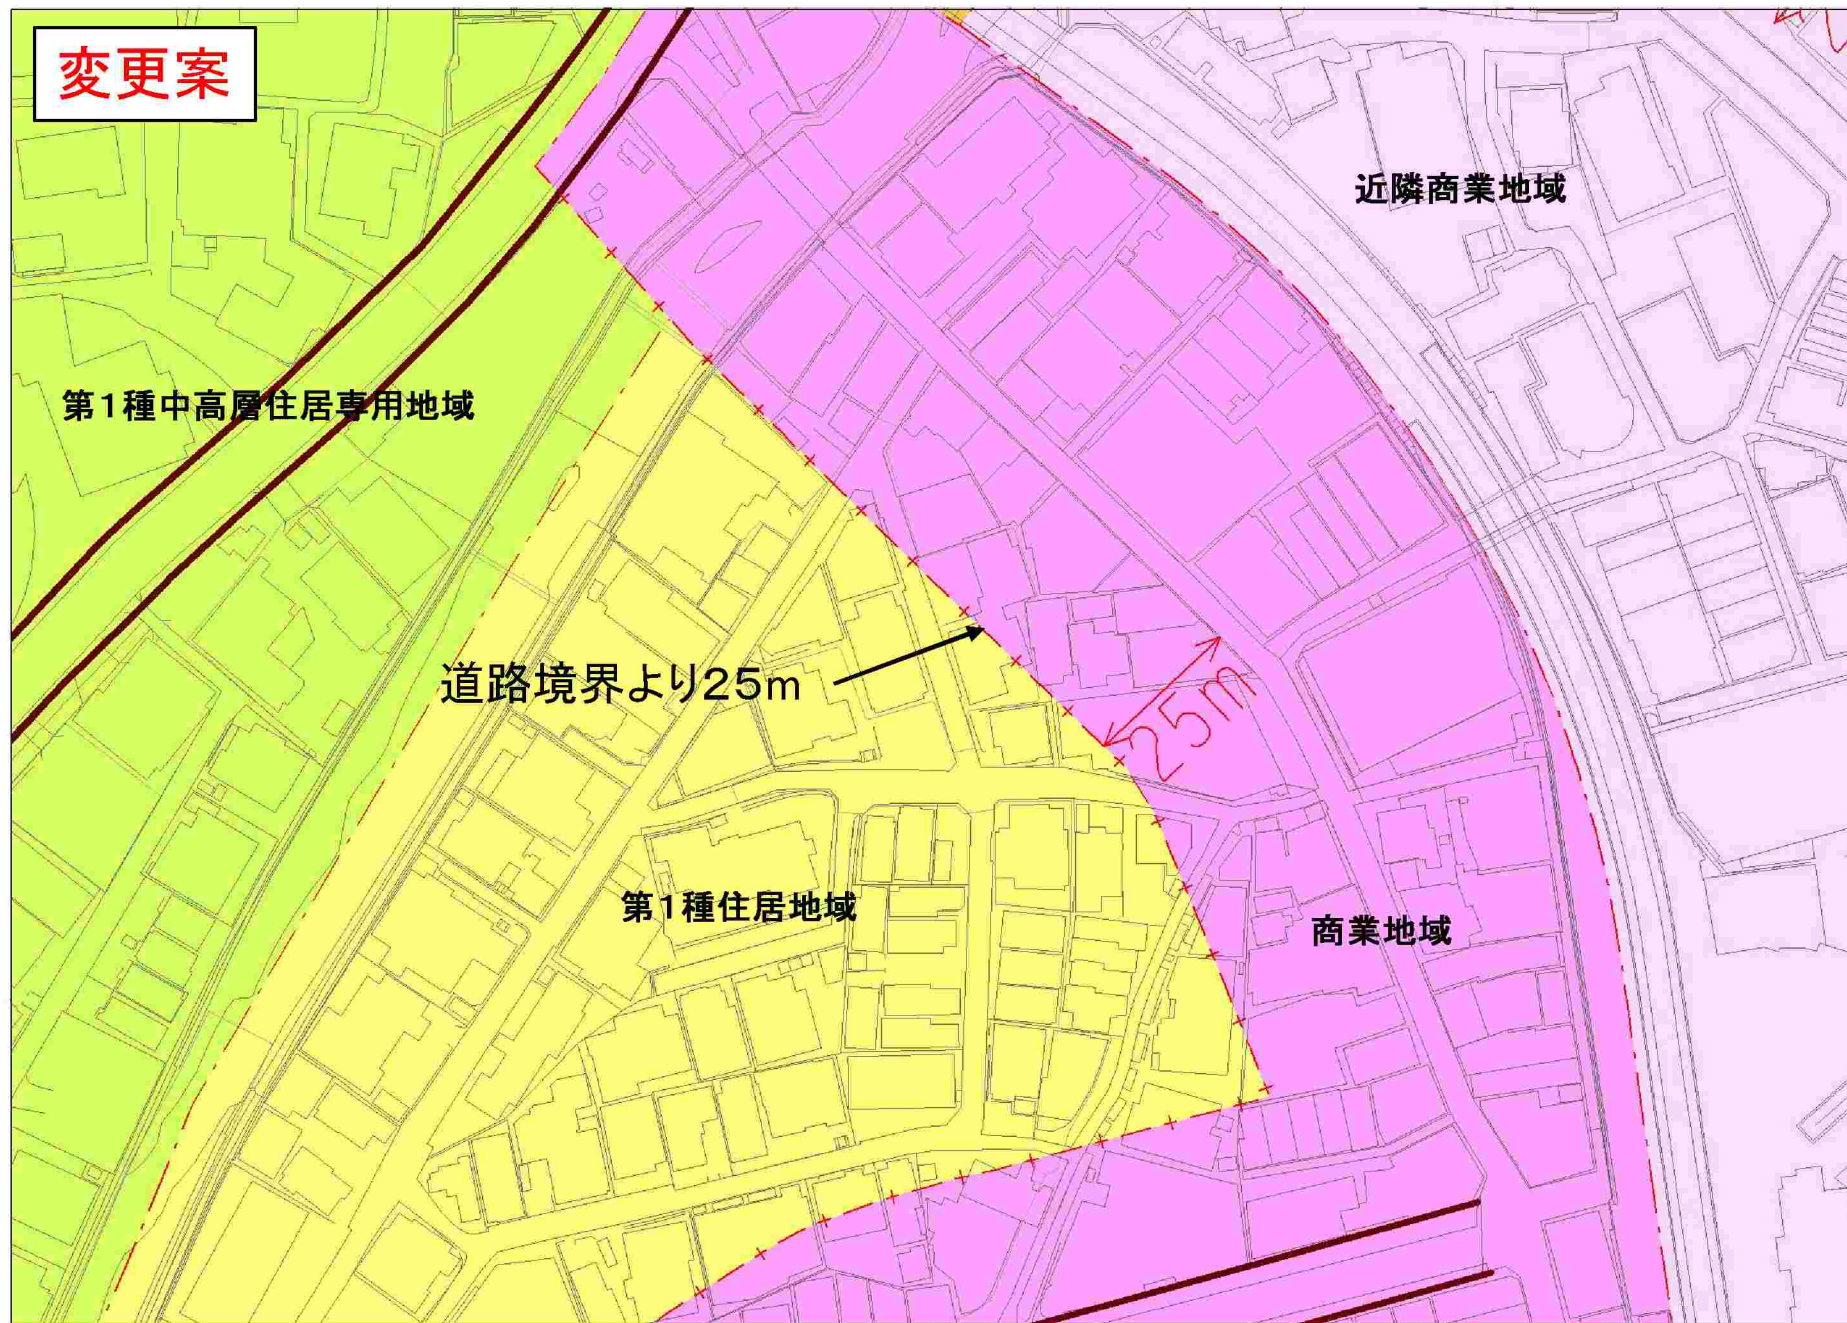 変更案
近隣商業地域
第1種中高層住居専用地域
道路境界より25m
25m
第1種住居地域
商業地域